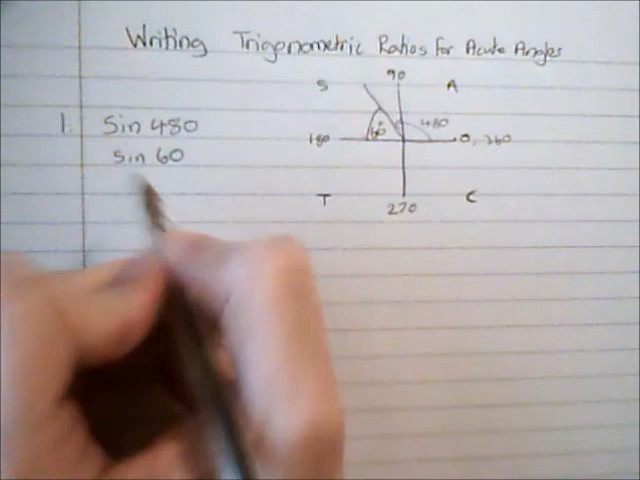 Writing Trigonometric Ratios for Acute Angles
90
S A
1. Sin 480
480
60
180 0, 360
sin 60
T C
270